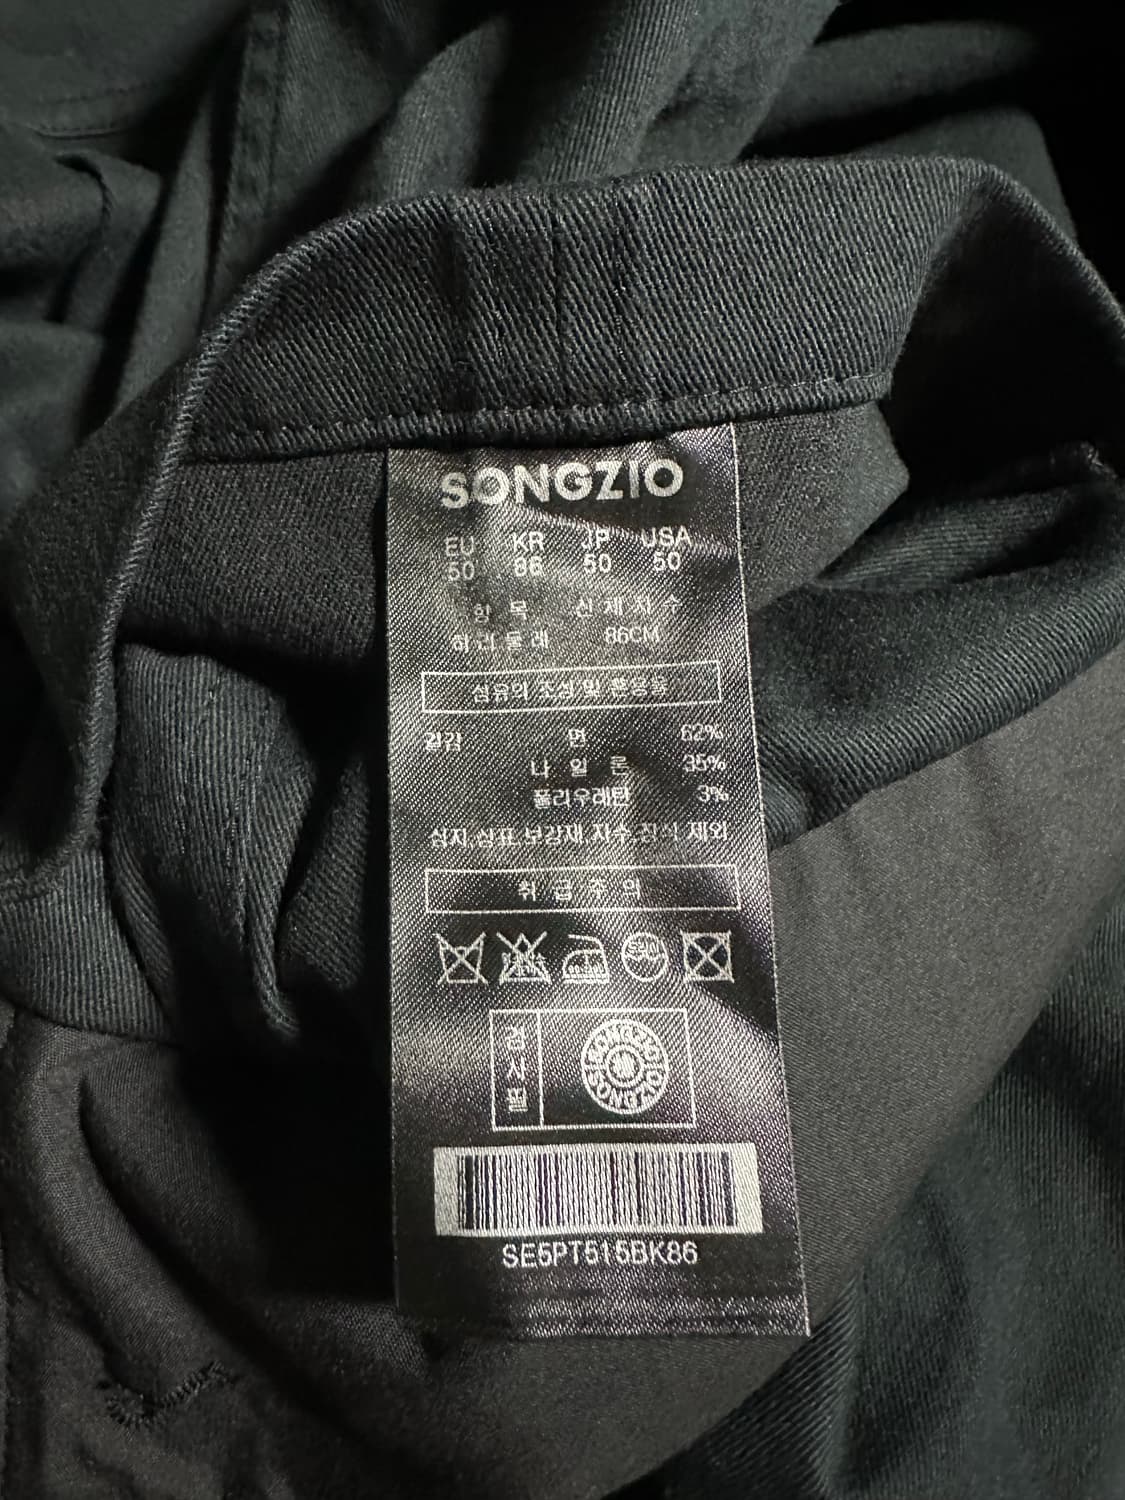 SONGZIO
EU KR JP USA
50 86 50 50
항 목 신 체 치 수
허 리 둘 레 86CM
섬유의 조성 및 혼용율
겉감 면 62%
나 일 론 35%
폴리우레탄 3%
심지,심포,보강재,자수,장식 제외
취 급 주 의
검 사 필
SONGZIO
SE5PT515BK86